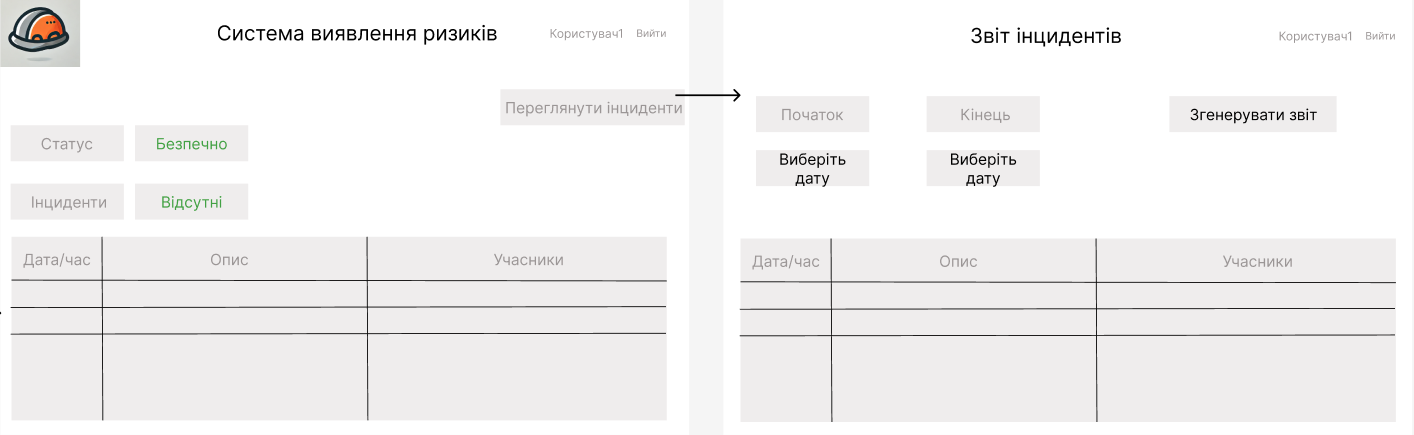 Система виявлення ризиків
Користувач1
Вийти
Переглянути інциденти
Статус
Безпечно
Інциденти
Відсутні
Дата/час
Опис
Учасники
Звіт інцидентів
Користувач1
Вийти
Початок
Кінець
Згенерувати звіт
Виберіть
дату
Виберіть
дату
Дата/час
Опис
Учасники